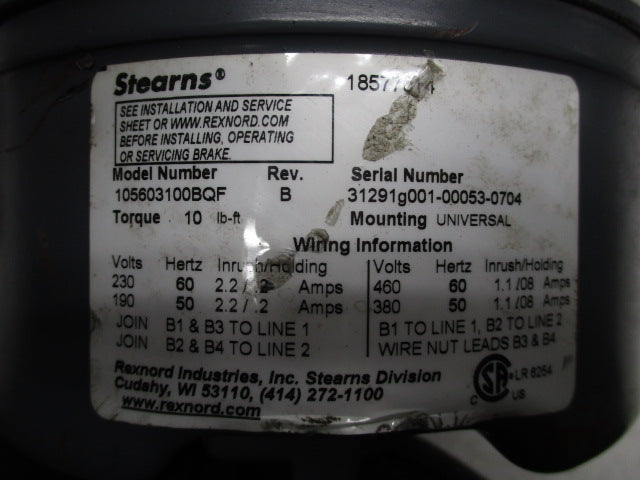 Stearns®
SEE INSTALLATION AND SERVICE
SHEET OR WWW.REXNORD.COM
BEFORE INSTALLING, OPERATING
OR SERVICING BRAKE.
Model Number Rev. Serial Number
105603100BQF B 31291g001-00053-0704
Torque 10 lb-ft Mounting UNIVERSAL
Wiring Information
Volts Hertz Inrush/Holding Volts Hertz Inrush/Holding
230 60 2.2 / .2 Amps 460 60 1.1 /08 Amps
190 50 2.2 / .2 Amps 380 50 1.1 /08 Amps
JOIN B1 & B3 TO LINE 1 B1 TO LINE 1, B2 TO LINE 2
JOIN B2 & B4 TO LINE 2 WIRE NUT LEADS B3 & B4
Rexnord Industries, Inc. Stearns Division
Cudahy, WI 53110, (414) 272-1100
www.rexnord.com
C SA US LR 6254